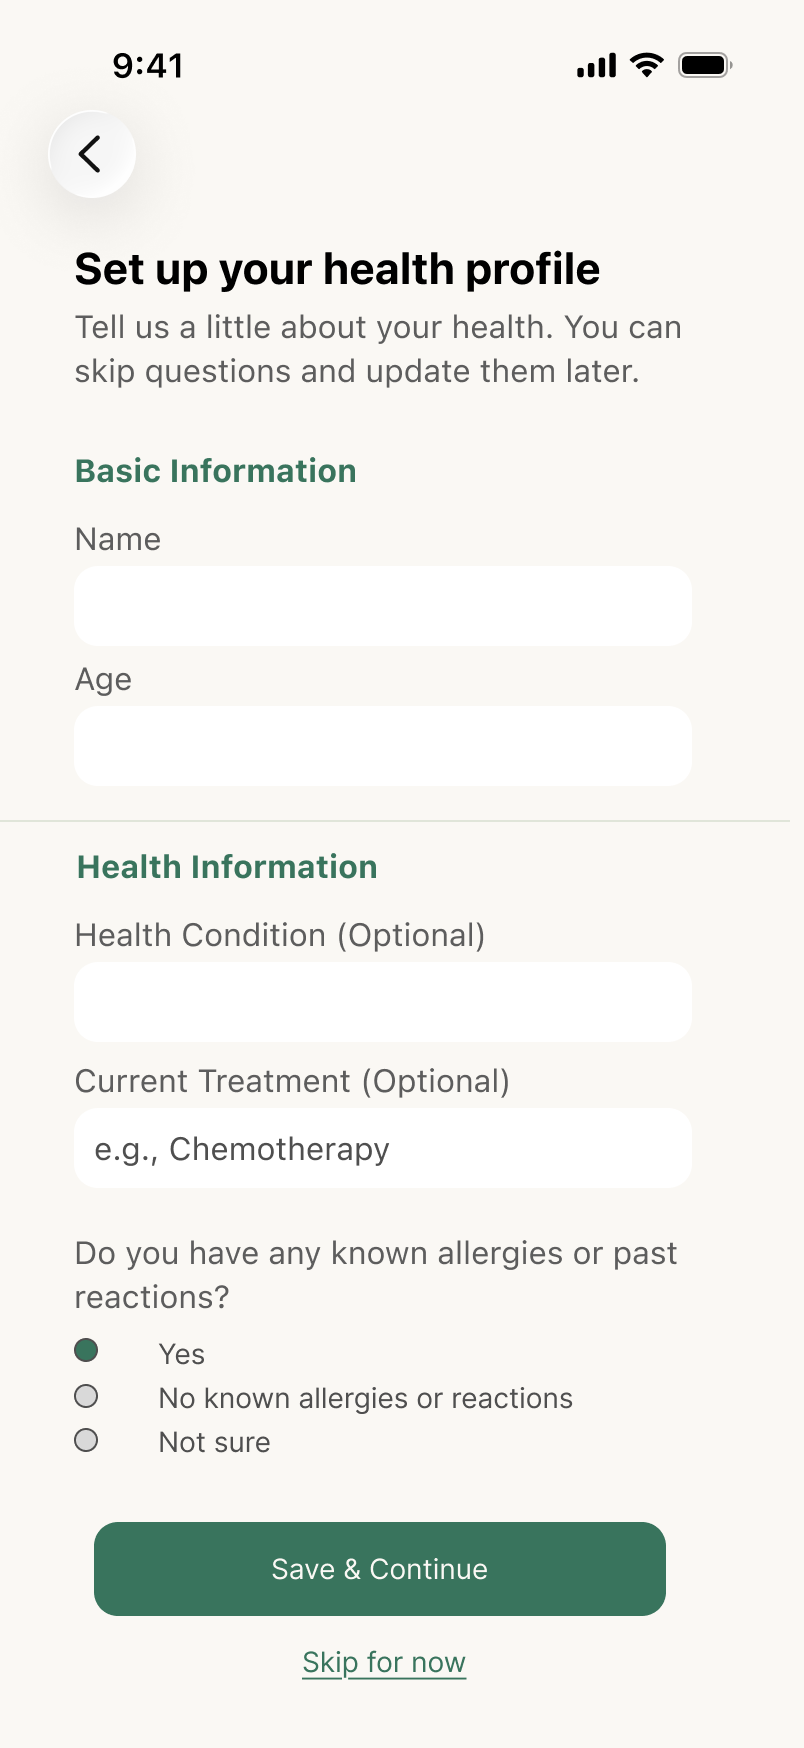 9:41
Set up your health profile
Tell us a little about your health. You can
skip questions and update them later.
Basic Information
Name
Age
Health Information
Health Condition (Optional)
Current Treatment (Optional)
e.g., Chemotherapy
Do you have any known allergies or past
reactions?
Yes
No known allergies or reactions
Not sure
Save & Continue
Skip for now